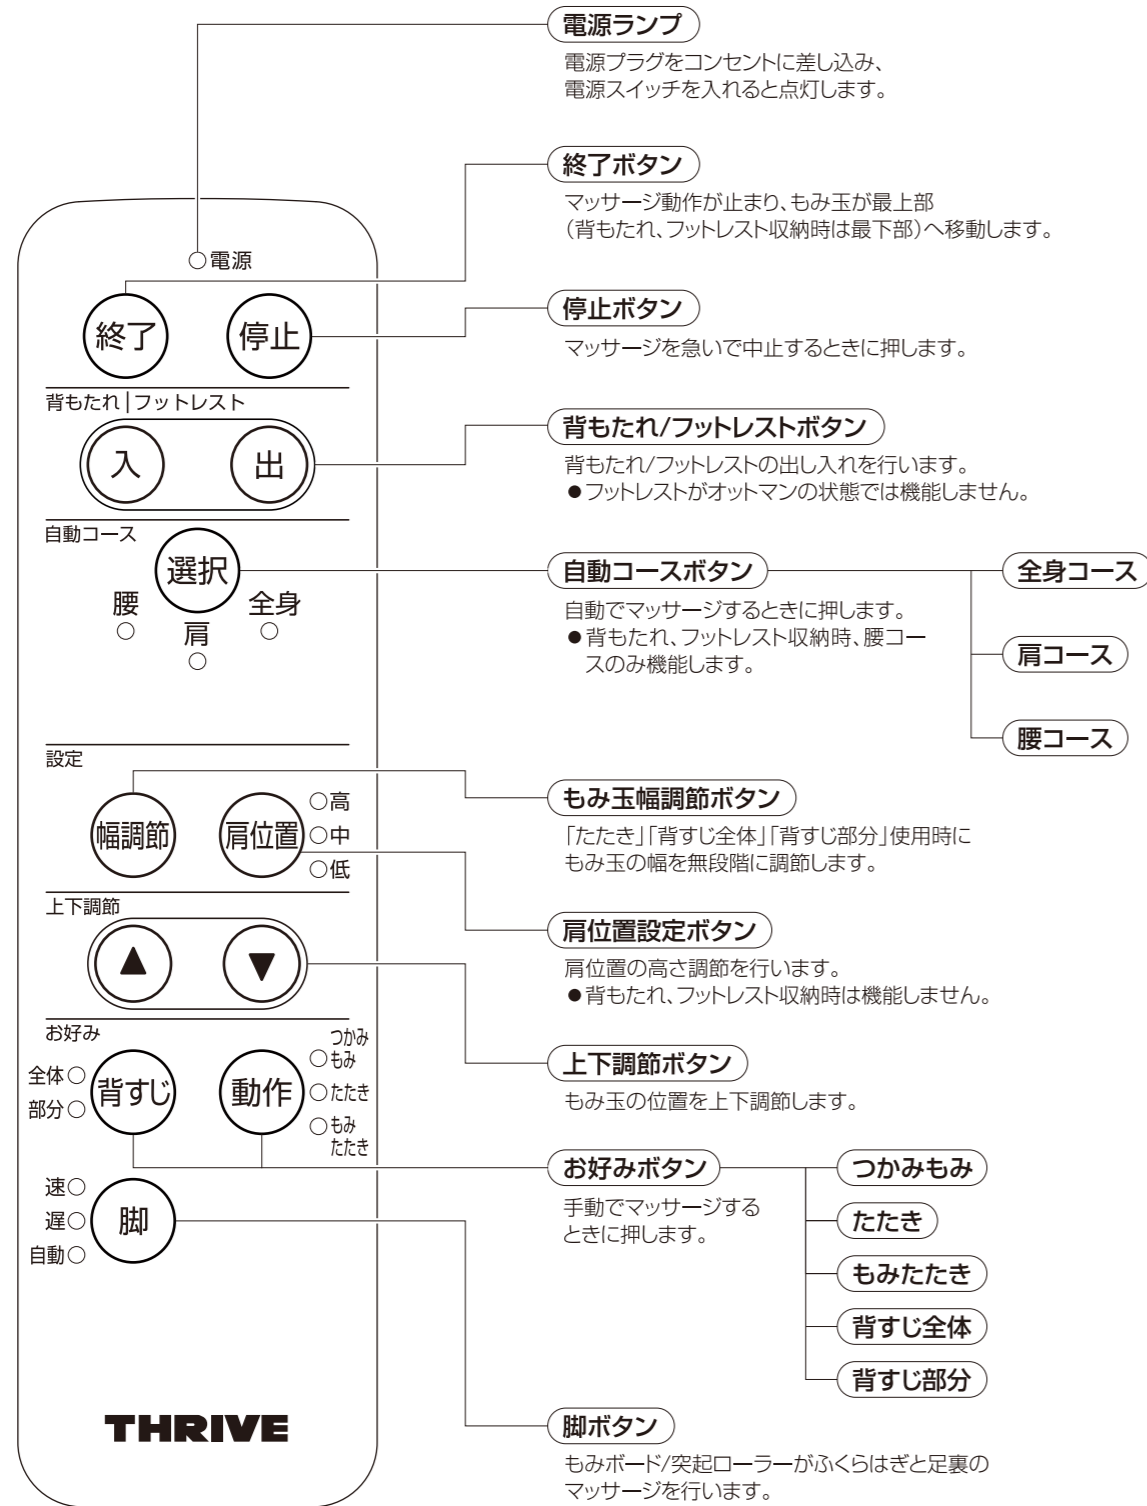 電源ランプ
電源プラグをコンセントに差し込み、
電源スイッチを入れると点灯します。
終了ボタン
マッサージ動作が止まり、もみ玉が最上部
（背もたれ、フットレスト収納時は最下部）へ移動します。
停止ボタン
マッサージを急いで中止するときに押します。
背もたれ/フットレストボタン
背もたれ/フットレストの出し入れを行います。
●フットレストがオットマンの状態では機能しません。
自動コースボタン
自動でマッサージするときに押します。
●背もたれ、フットレスト収納時、腰コー
スのみ機能します。
全身コース
肩コース
腰コース
もみ玉幅調節ボタン
「たたき」「背すじ全体」「背すじ部分」使用時に
もみ玉の幅を無段階に調節します。
肩位置設定ボタン
肩位置の高さ調節を行います。
●背もたれ、フットレスト収納時は機能しません。
上下調節ボタン
もみ玉の位置を上下調節します。
お好みボタン
手動でマッサージする
ときに押します。
つかみもみ
たたき
もみたたき
背すじ全体
背すじ部分
脚ボタン
もみボード/突起ローラーがふくらはぎと足裏の
マッサージを行います。
○電源
終了 停止
背もたれ|フットレスト
入 出
自動コース
選択
腰 全身
○ 肩 ○
○
設定
幅調節 肩位置
○高
○中
○低
上下調節
▲ ▼
お好み
全体○
部分○
背すじ 動作
つかみ
○もみ
○たたき
○もみ
たたき
速○
遅○
自動○
脚
THRIVE